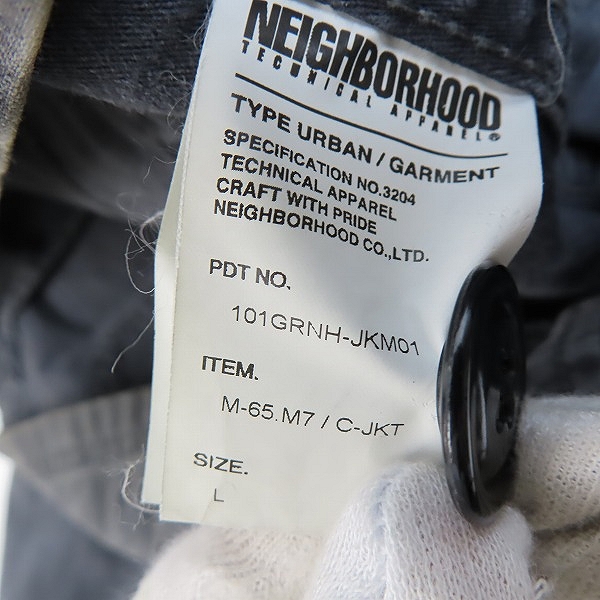 NEIGHBORHOOD
TECHNICAL APPAREL®
TYPE URBAN / GARMENT
SPECIFICATION NO.3204
TECHNICAL APPAREL
CRAFT WITH PRIDE
NEIGHBORHOOD CO.,LTD.
PDT NO.
101GRNH-JKM01
ITEM.
M-65.M7 / C-JKT
SIZE.
L